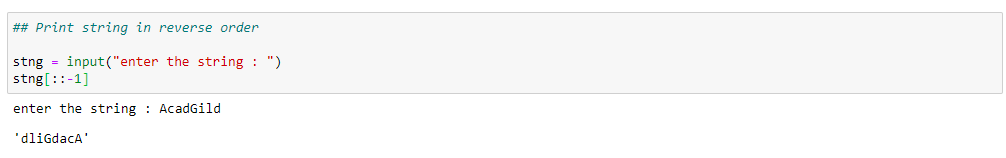 ## Print string in reverse order
stng = input("enter the string : ")
stng[::-1]
enter the string : AcadGild
'dliGdacA'